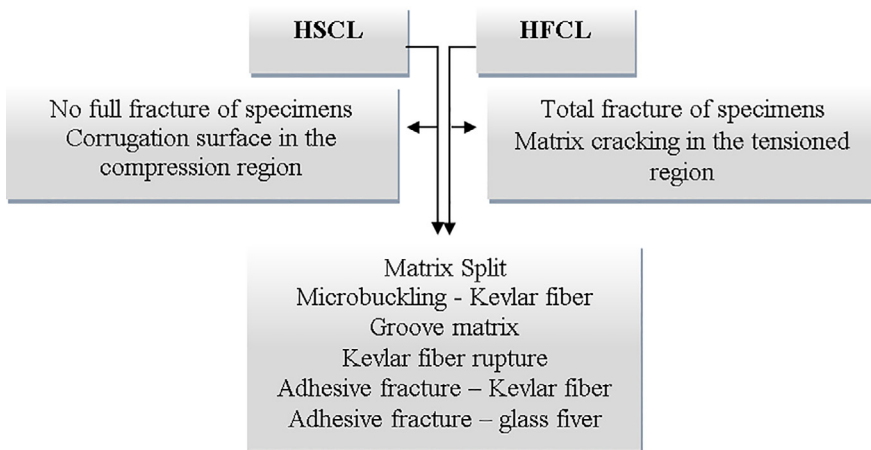 HSCL
HFCL
No full fracture of specimens
Corrugation surface in the
compression region
Total fracture of specimens
Matrix cracking in the tensioned
region
Matrix Split
Microbuckling - Kevlar fiber
Groove matrix
Kevlar fiber rupture
Adhesive fracture – Kevlar fiber
Adhesive fracture – glass fiver